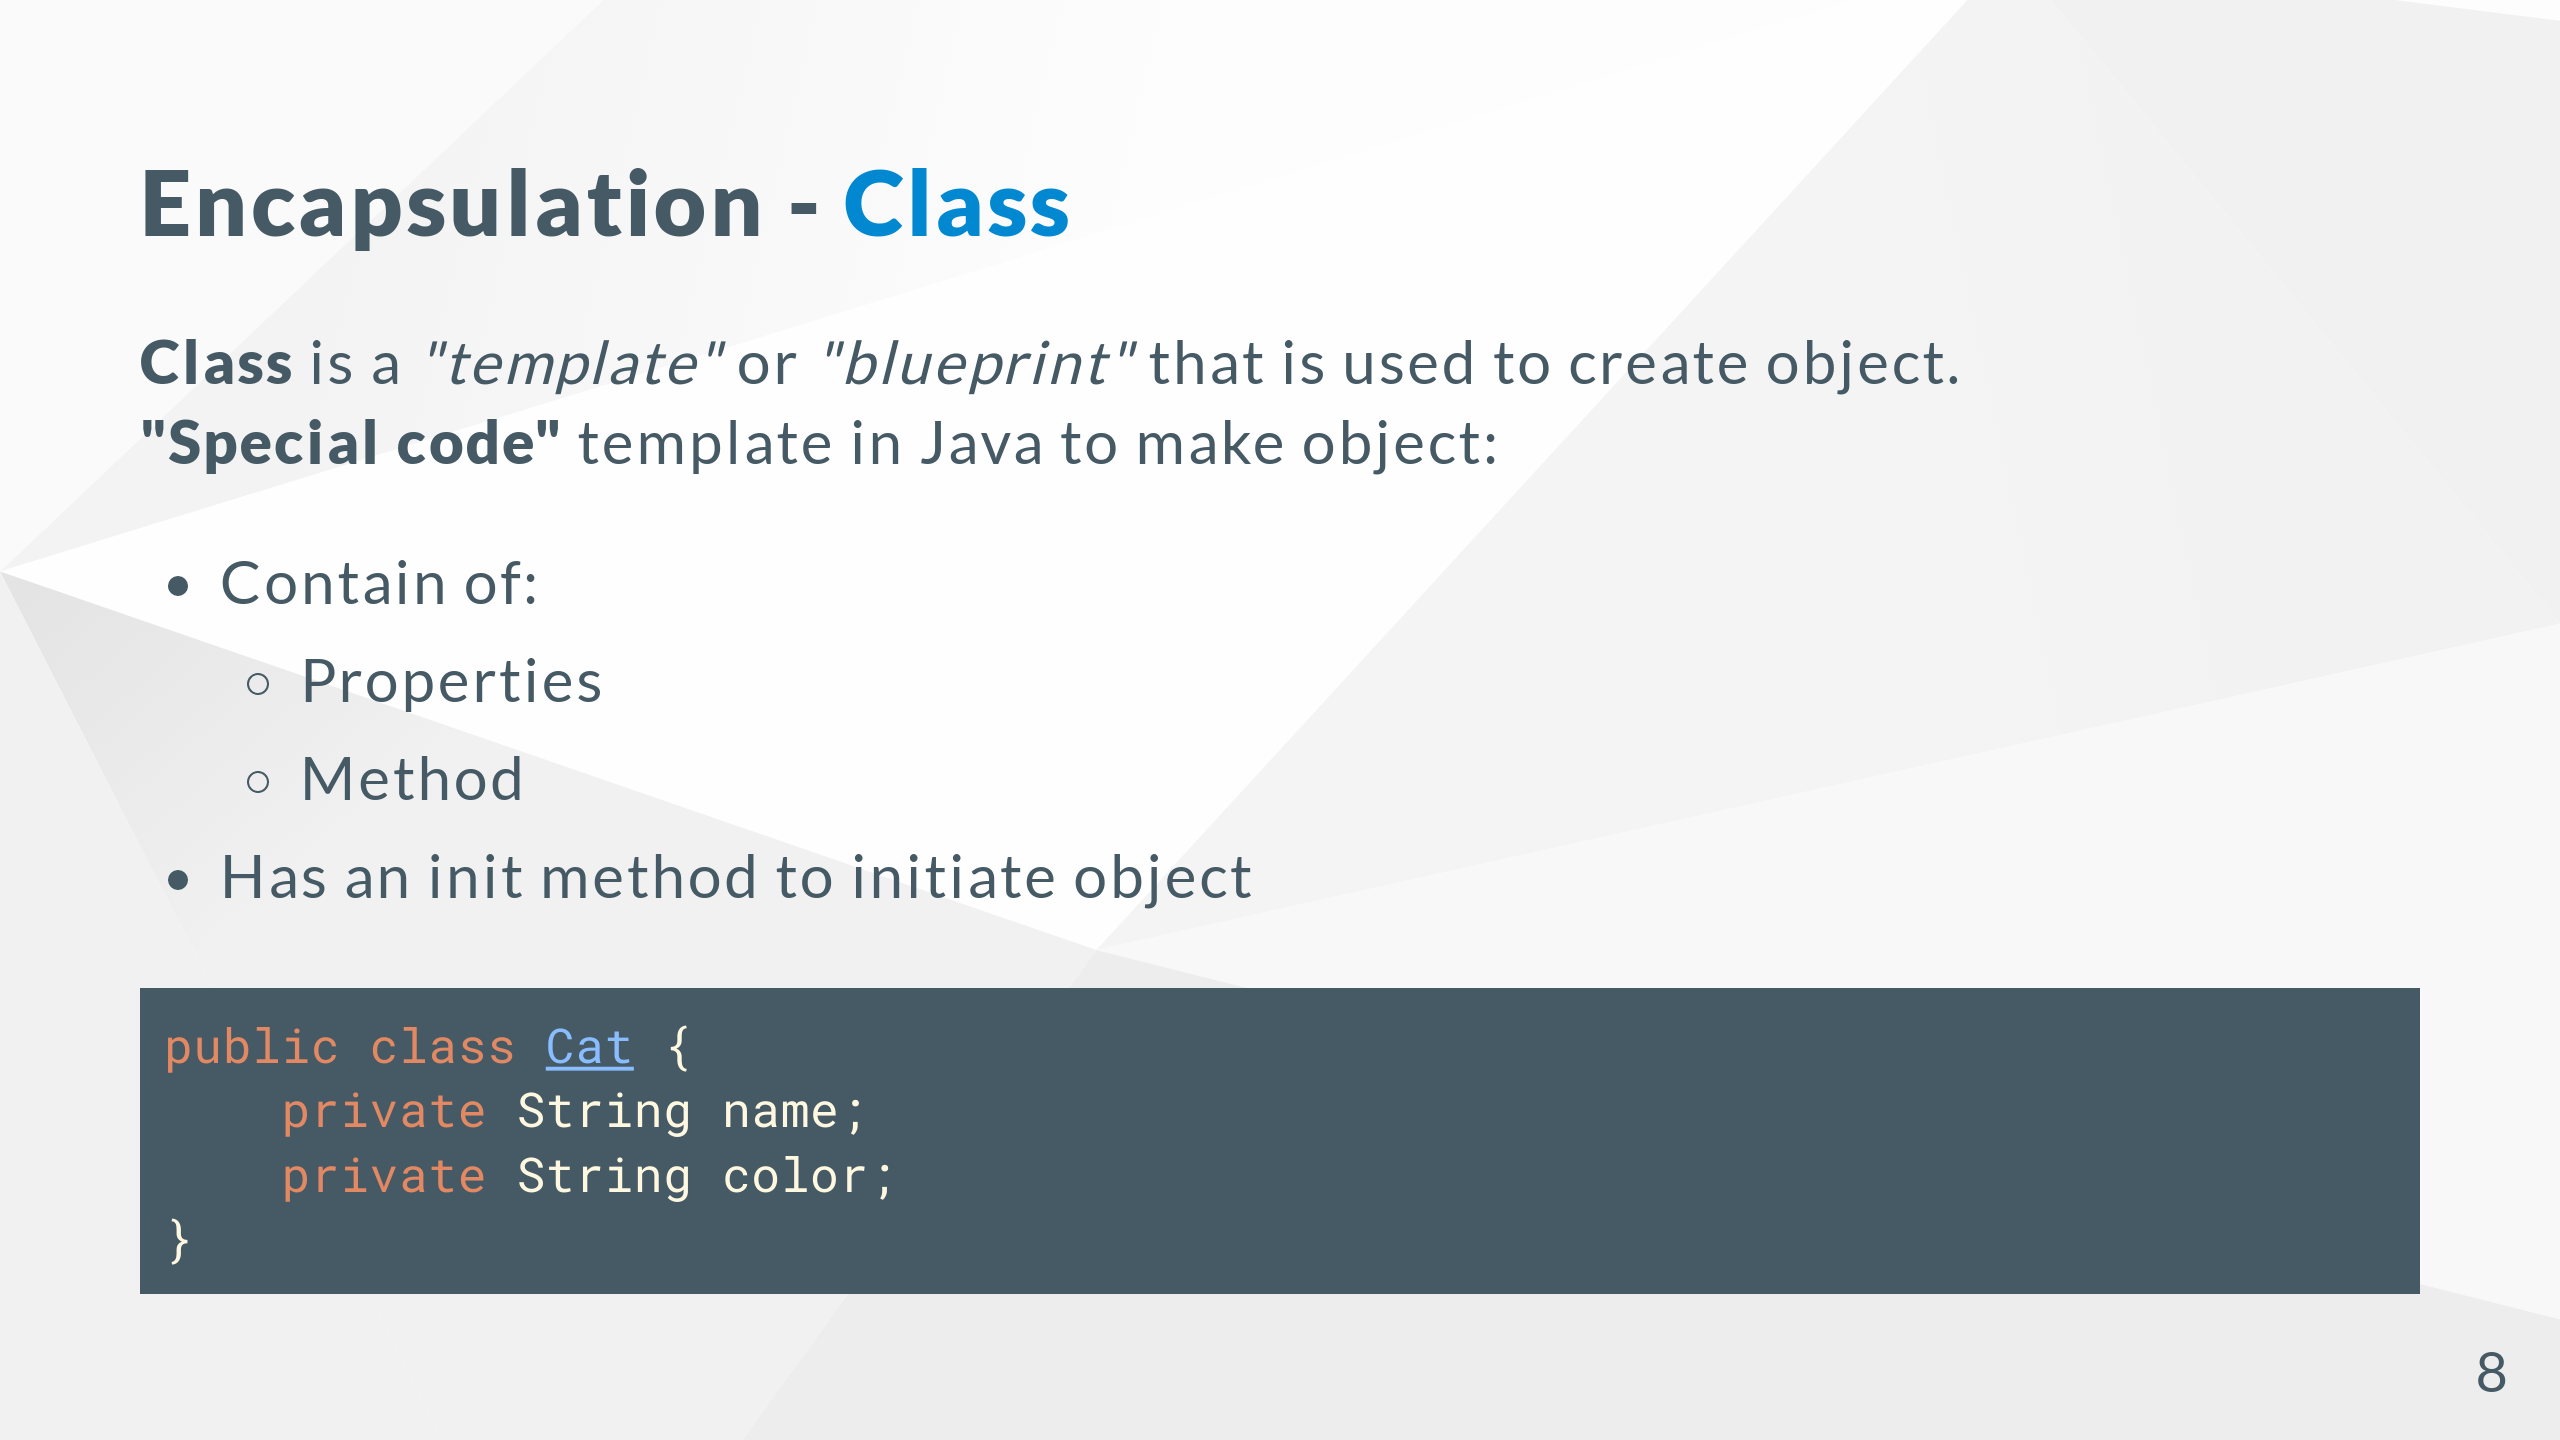 Encapsulation - Class
Class is a "template" or "blueprint" that is used to create object.
"Special code" template in Java to make object:
• Contain of:
○ Properties
○ Method
• Has an init method to initiate object
public class Cat {
    private String name;
    private String color;
}
8